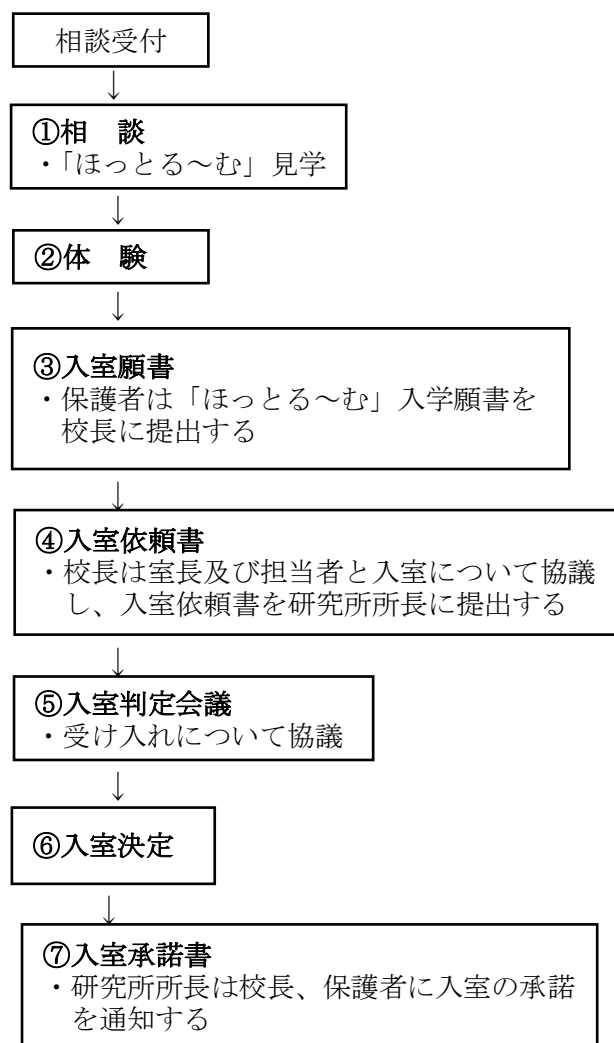 相談受付
↓
①相　談
・「ほっとる～む」見学
↓
②体　験
↓
③入室願書
・保護者は「ほっとる～む」入学願書を
校長に提出する
↓
④入室依頼書
・校長は室長及び担当者と入室について協議
し、入室依頼書を研究所所長に提出する
↓
⑤入室判定会議
・受け入れについて協議
↓
⑥入室決定
↓
⑦入室承諾書
・研究所所長は校長、保護者に入室の承諾
を通知する